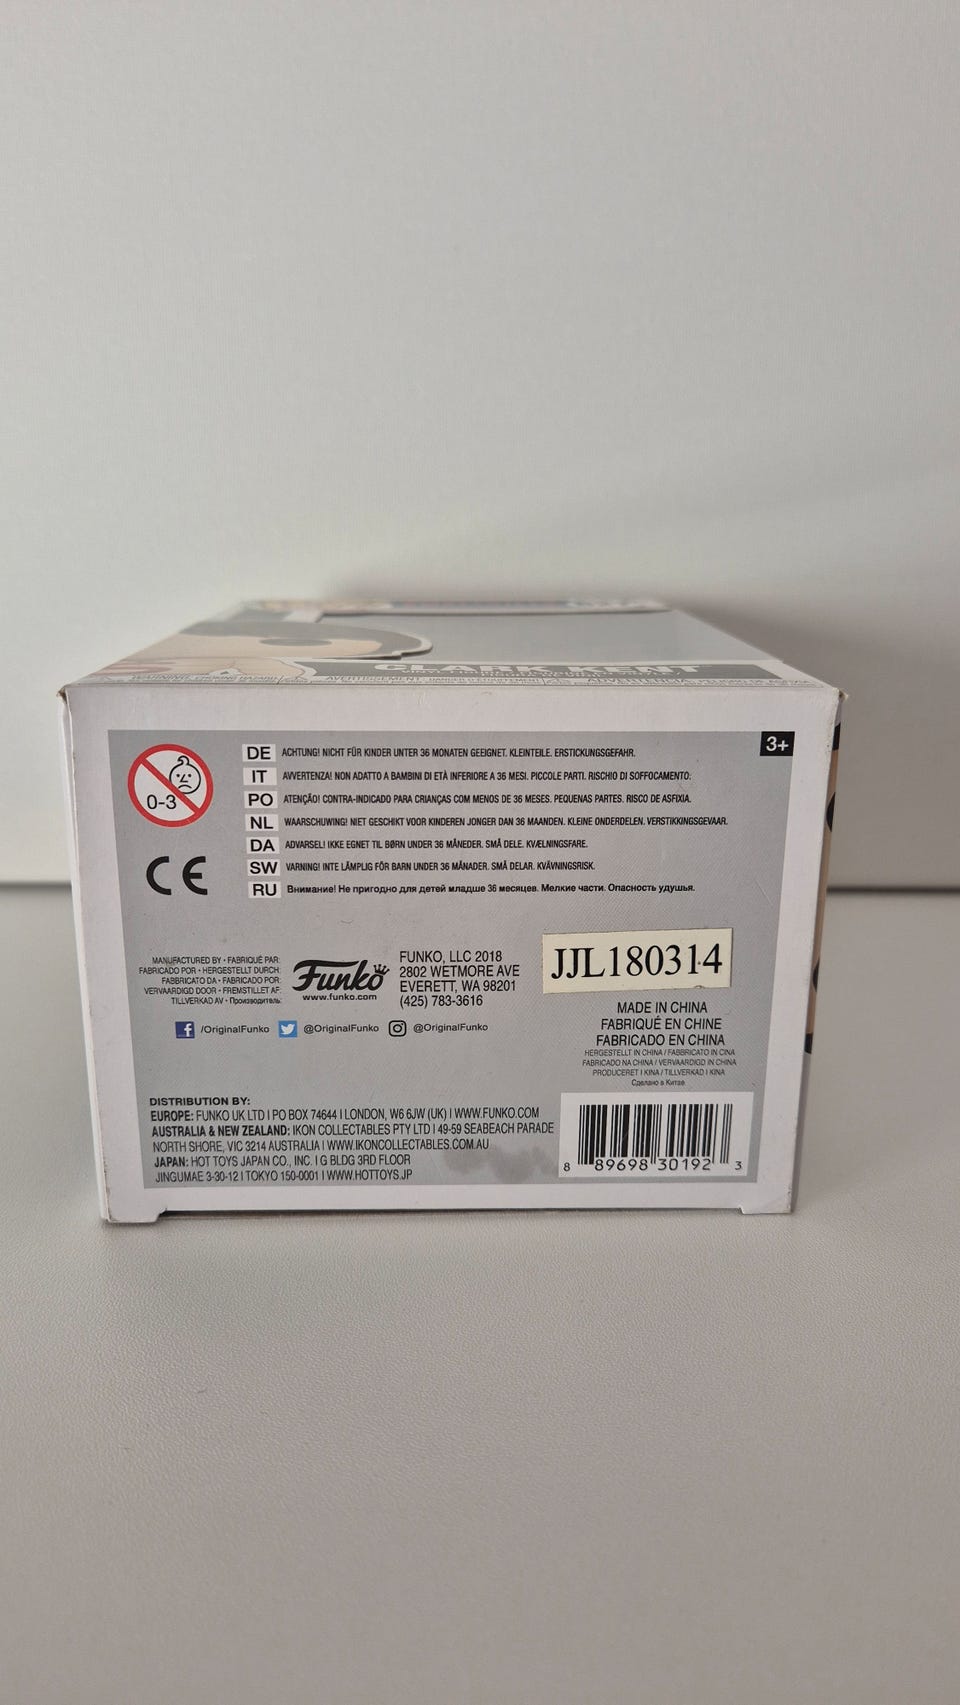 CLARK KENT
WARNING: CHOKING HAZARD
AVERTISSEMENT:
ADVERTENCIA:
3+
0-3
DE ACHTUNG! NICHT FÜR KINDER UNTER 36 MONATEN GEEIGNET. KLEINTEILE. ERSTICKUNGSGEFAHR.
IT AVVERTENZA! NON ADATTO A BAMBINI DI ETÀ INFERIORE A 36 MESI. PICCOLE PARTI. RISCHIO DI SOFFOCAMENTO.
PO ATENÇÃO! CONTRA-INDICADO PARA CRIANÇAS COM MENOS DE 36 MESES. PEQUENAS PARTES. RISCO DE ASFIXIA.
NL WAARSCHUWING! NIET GESCHIKT VOOR KINDEREN JONGER DAN 36 MAANDEN. KLEINE ONDERDELEN. VERSTIKKINGSGEVAAR.
DA ADVARSEL! IKKE EGNET TIL BØRN UNDER 36 MÅNEDER. SMÅ DELE. KVÆLNINGSFARE.
SW VARNING! INTE LÄMPLIG FÖR BARN UNDER 36 MÅNADER. SMÅ DELAR. KVÄVNINGSRISK.
RU Внимание! Не пригодно для детей младше 36 месяцев. Мелкие части. Опасность удушья.
CE
MANUFACTURED BY • FABRIQUÉ PAR:
FABRICADO POR • HERGESTELLT DURCH:
FABBRICATO DA • FABRICADO POR:
VERVAARDIGD DOOR • FREMSTILLET AF:
TILLVERKAD AV • Производитель:
Funko
www.funko.com
FUNKO, LLC 2018
2802 WETMORE AVE
EVERETT, WA 98201
(425) 783-3616
JJL180314
/OriginalFunko @OriginalFunko @OriginalFunko
MADE IN CHINA
FABRIQUÉ EN CHINE
FABRICADO EN CHINA
HERGESTELLT IN CHINA / FABBRICATO IN CINA
FABRICADO NA CHINA / VERVAARDIGD IN CHINA
PRODUCERET I KINA / TILLVERKAD I KINA
Сделано в Китае
DISTRIBUTION BY:
EUROPE: FUNKO UK LTD I PO BOX 74644 I LONDON, W6 6JW (UK) I WWW.FUNKO.COM
AUSTRALIA & NEW ZEALAND: IKON COLLECTABLES PTY LTD I 49-59 SEABEACH PARADE
NORTH SHORE, VIC 3214 AUSTRALIA I WWW.IKONCOLLECTABLES.COM.AU
JAPAN: HOT TOYS JAPAN CO., INC. I G BLDG 3RD FLOOR
JINGUMAE 3-30-12 I TOKYO 150-0001 I WWW.HOTTOYS.JP
8 89698 30192 3